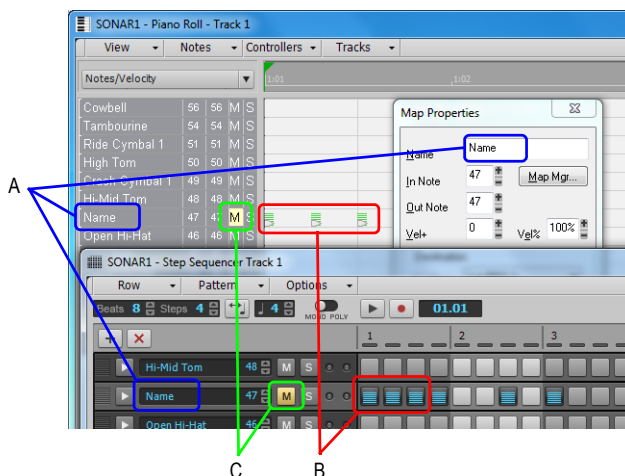 SONAR1 - Piano Roll - Track 1
View Notes Controllers Tracks
Notes/Velocity 1:01 1:02
Cowbell 56 56 M S
Tambourine 54 54 M S
Ride Cymbal 1 51 51 M S
High Tom 50 50 M S
Crash Cymbal 1 49 49 M S
Hi-Mid Tom 48 48 M S
Name 47 47 M S
Open Hi-Hat 46 46 M S
Map Properties
Name Name
In Note 47 Map Mgr...
Out Note 47
Vel+ 0 Vel% 100%
A
SONAR1 - Step Sequencer Track 1
Row Pattern Options
Beats 8 Steps 4 4 MONO POLY 01.01
1 2 3
Hi-Mid Tom 48 M S
Name 47 M S
Open Hi-Hat 46 M S
C B